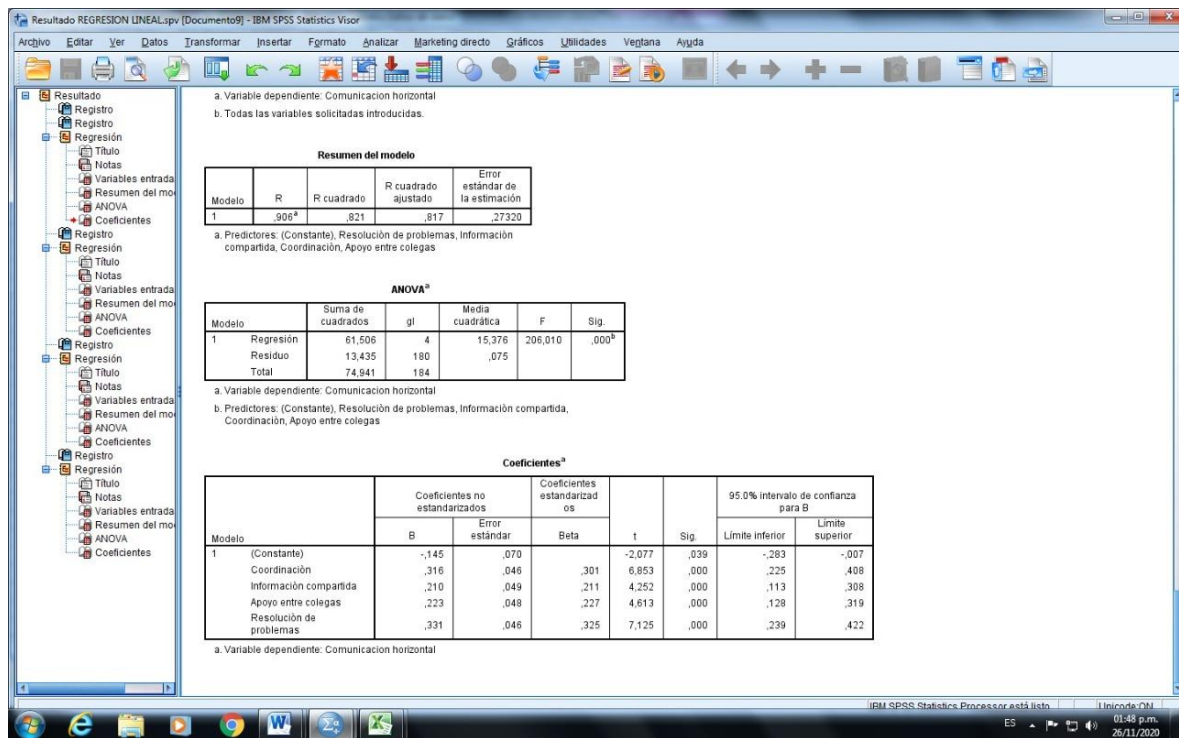 Resultado REGRESION LINEAL.spv [Documento9] - IBM SPSS Statistics Visor
Archivo Editar Ver Datos Transformar Insertar Formato Analizar Marketing directo Gráficos Utilidades Ventana Ayuda
Resultado
Registro
Registro
Regresión
Título
Notas
Variables entrada
Resumen del mo
ANOVA
Coeficientes
Registro
Regresión
Título
Notas
Variables entrada
Resumen del mo
ANOVA
Coeficientes
Registro
Regresión
Título
Notas
Variables entrada
Resumen del mo
ANOVA
Coeficientes
Registro
Regresión
Título
Notas
Variables entrada
Resumen del mo
ANOVA
Coeficientes
a. Variable dependiente: Comunicacion horizontal
b. Todas las variables solicitadas introducidas.
Resumen del modelo
Modelo R R cuadrado R cuadrado ajustado Error estándar de la estimación
1 ,906a ,821 ,817 ,27320
a. Predictores: (Constante), Resoluciòn de problemas, Informaciòn
compartida, Coordinaciòn, Apoyo entre colegas
ANOVAa
Modelo Suma de cuadrados gl Media cuadrática F Sig.
1 Regresión 61,506 4 15,376 206,010 ,000b
Residuo 13,435 180 ,075
Total 74,941 184
a. Variable dependiente: Comunicacion horizontal
b. Predictores: (Constante), Resoluciòn de problemas, Informaciòn compartida,
Coordinaciòn, Apoyo entre colegas
Coeficientesa
Modelo Coeficientes no estandarizados Coeficientes estandarizad os t Sig. 95.0% intervalo de confianza para B
B Error estándar Beta Límite inferior Límite superior
1 (Constante) -,145 ,070 -2,077 ,039 -,283 -,007
Coordinaciòn ,316 ,046 ,301 6,853 ,000 ,225 ,408
Informaciòn compartida ,210 ,049 ,211 4,252 ,000 ,113 ,308
Apoyo entre colegas ,223 ,048 ,227 4,613 ,000 ,128 ,319
Resoluciòn de problemas ,331 ,046 ,325 7,125 ,000 ,239 ,422
a. Variable dependiente: Comunicacion horizontal
IBM SPSS Statistics Processor está listo Unicode:ON
ES 01:48 p.m.
26/11/2020